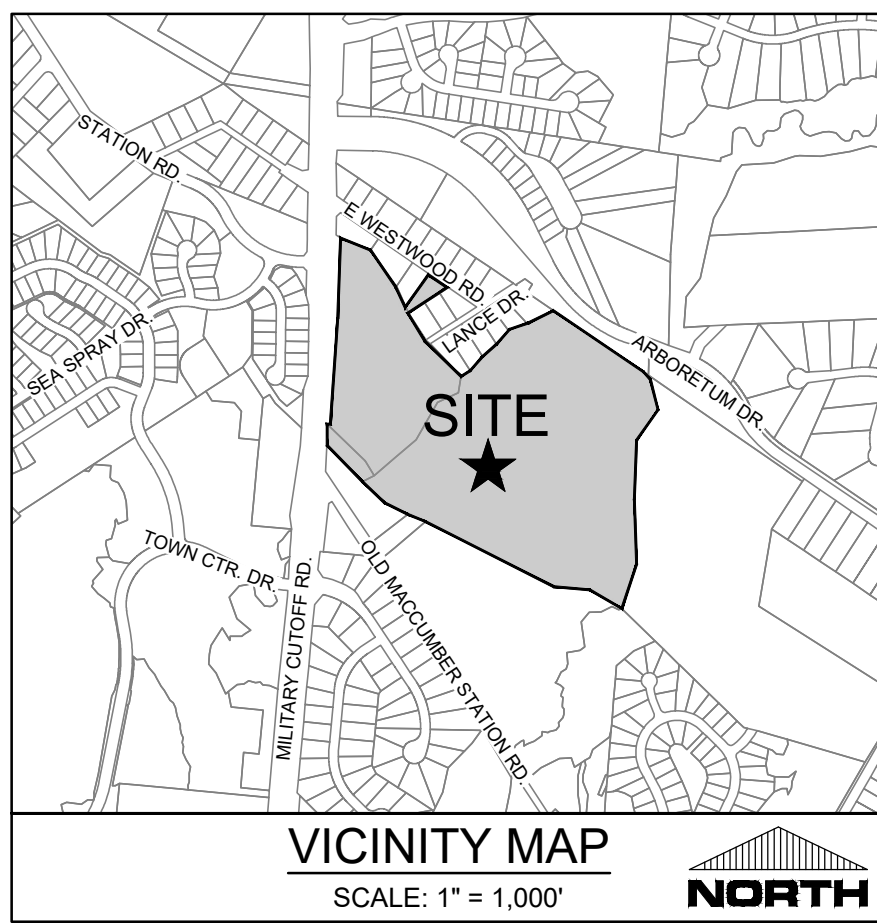 STATION RD.
E WESTWOOD RD.
LANCE DR.
SEA SPRAY DR.
ARBORETUM DR.
SITE
TOWN CTR. DR.
MILITARY CUTOFF RD.
OLD MACCUMBER STATION RD.
VICINITY MAP
SCALE: 1" = 1,000'
NORTH